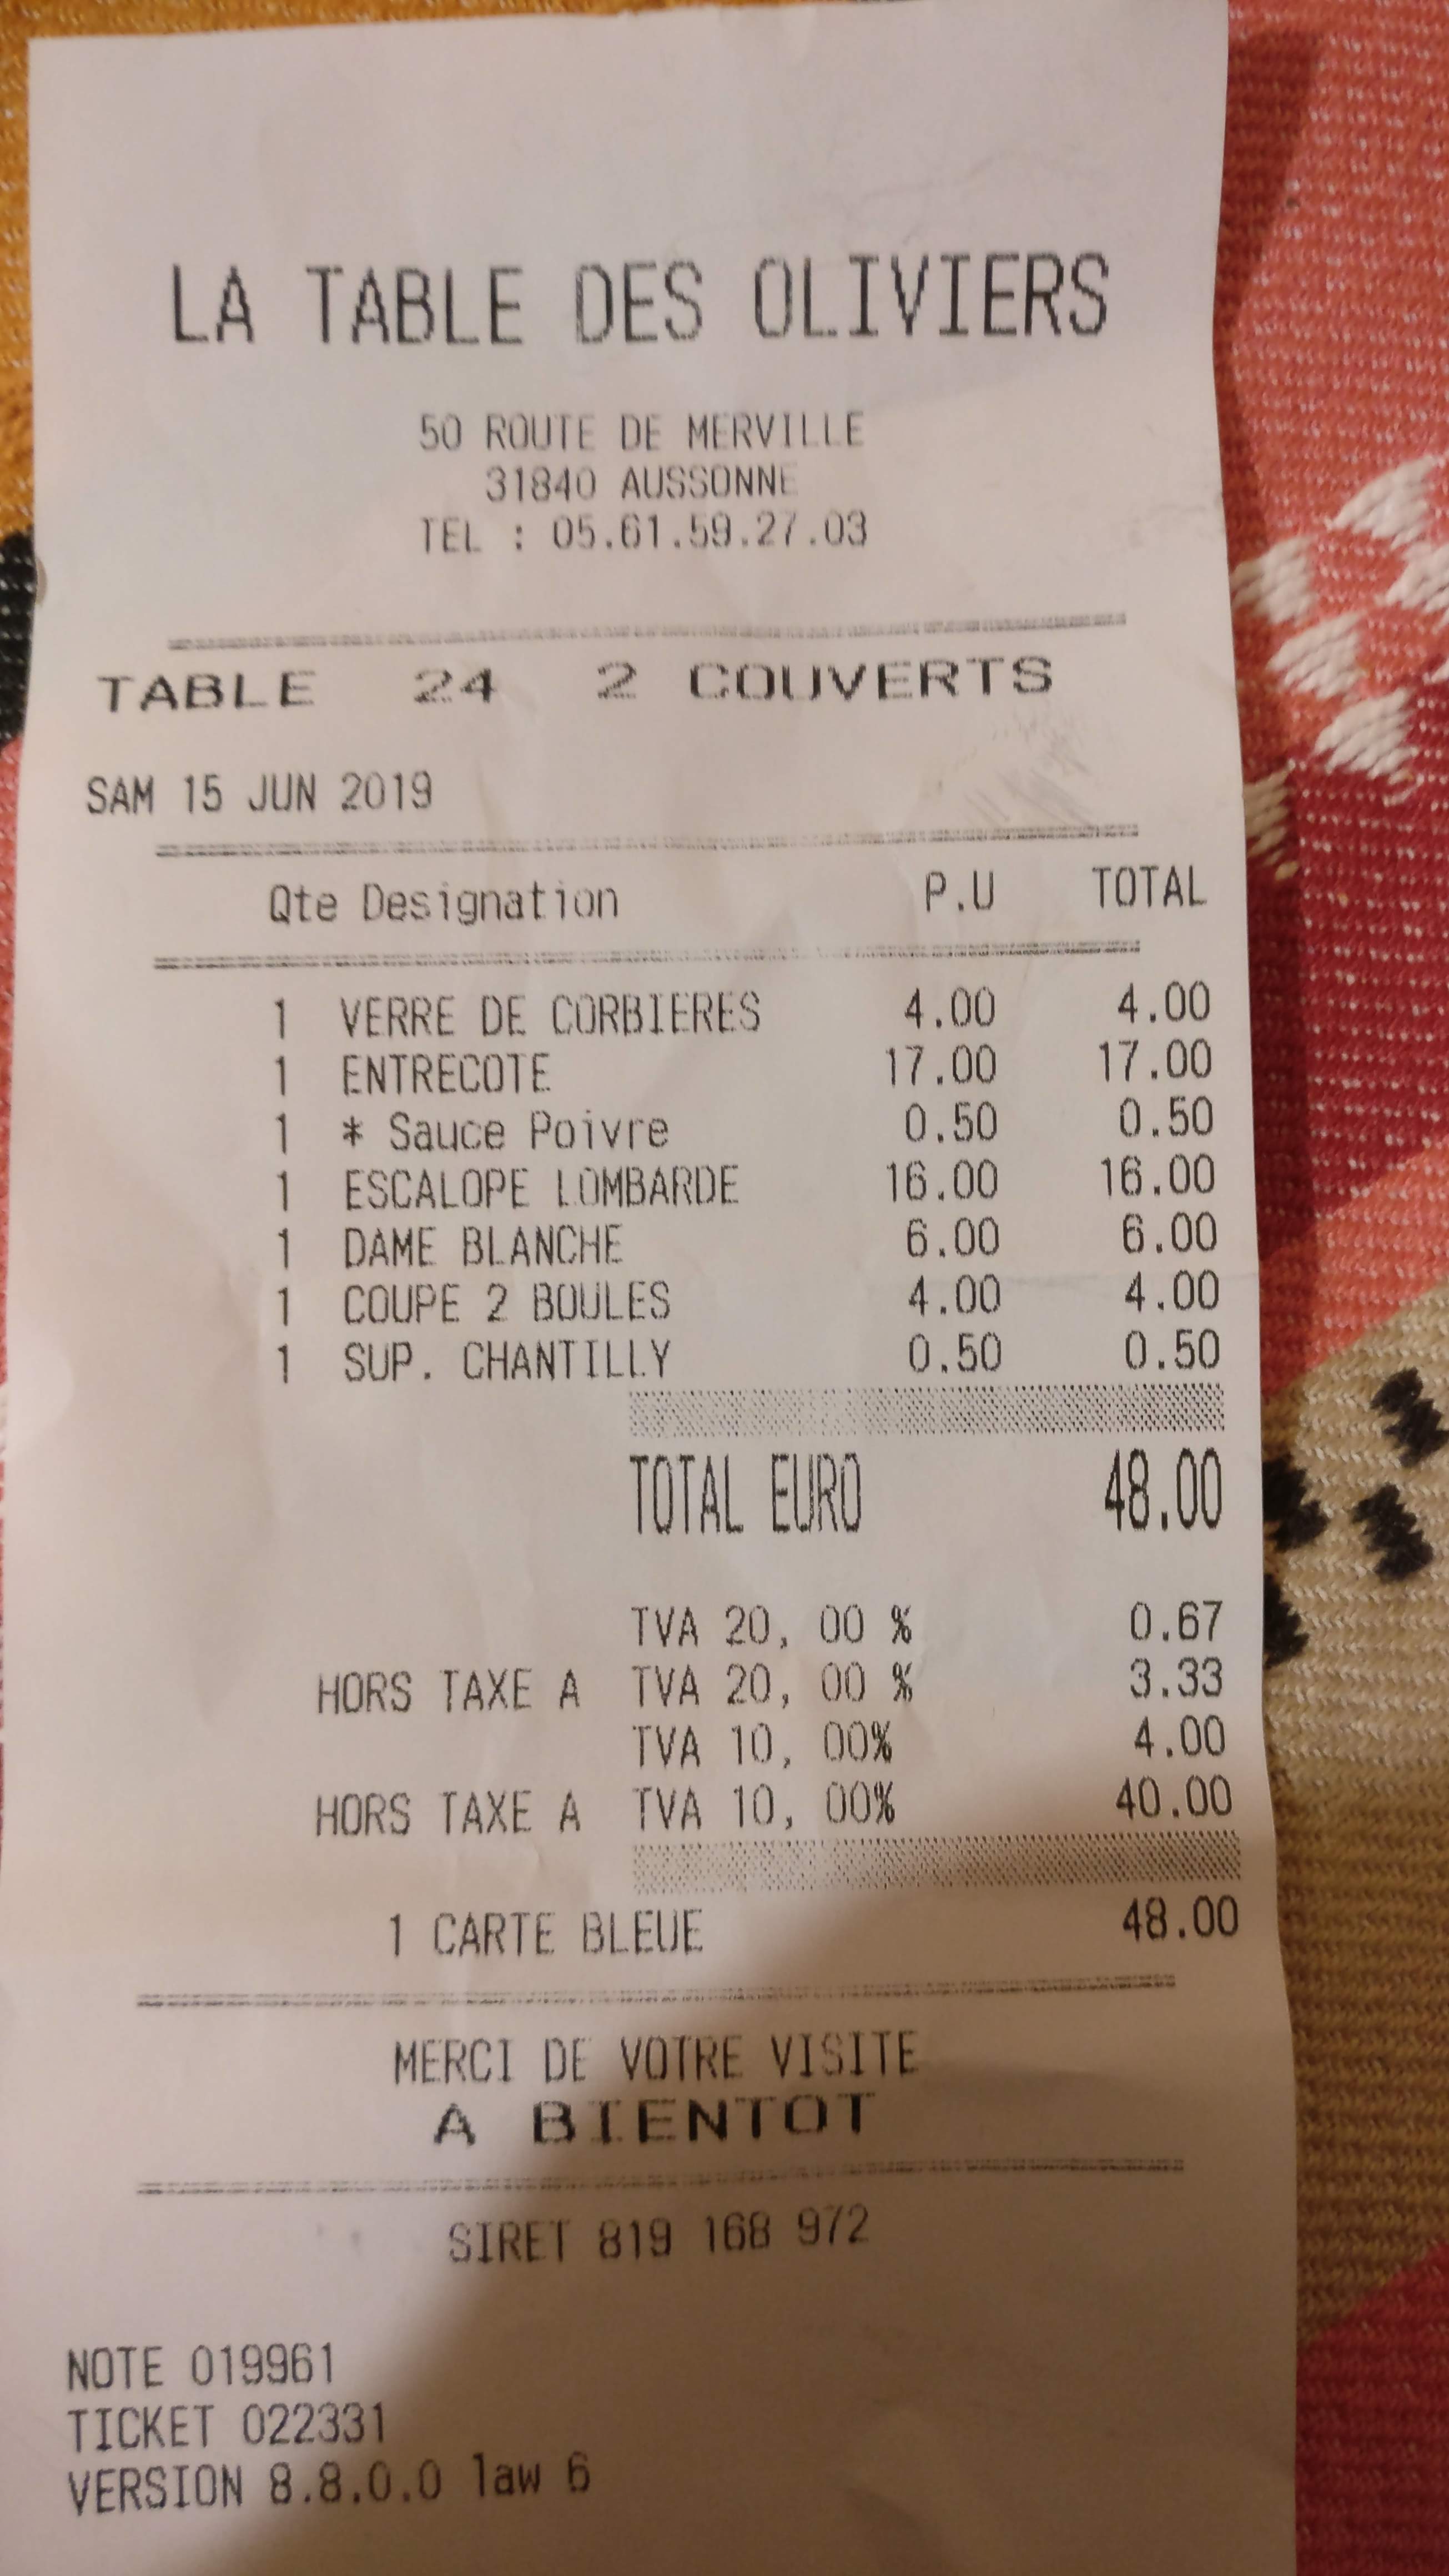 LA TABLE DES OLIVIERS
50 ROUTE DE MERVILLE
31840 AUSSONNE
TEL : 05.61.59.27.03
TABLE 24 2 COUVERTS
SAM 15 JUN 2019
Qte Designation P.U TOTAL
1 VERRE DE CORBIERES 4.00 4.00
1 ENTRECOTE 17.00 17.00
1 * Sauce Poivre 0.50 0.50
1 ESCALOPE LOMBARDE 16.00 16.00
1 DAME BLANCHE 6.00 6.00
1 COUPE 2 BOULES 4.00 4.00
1 SUP. CHANTILLY 0.50 0.50
TOTAL EURO 48.00
TVA 20, 00 % 0.67
HORS TAXE A TVA 20, 00 % 3.33
TVA 10, 00% 4.00
HORS TAXE A TVA 10, 00% 40.00
1 CARTE BLEUE 48.00
MERCI DE VOTRE VISITE
A BIENTOT
SIRET 819 168 972
NOTE 019961
TICKET 022331
VERSION 8.8.0.0 law 6